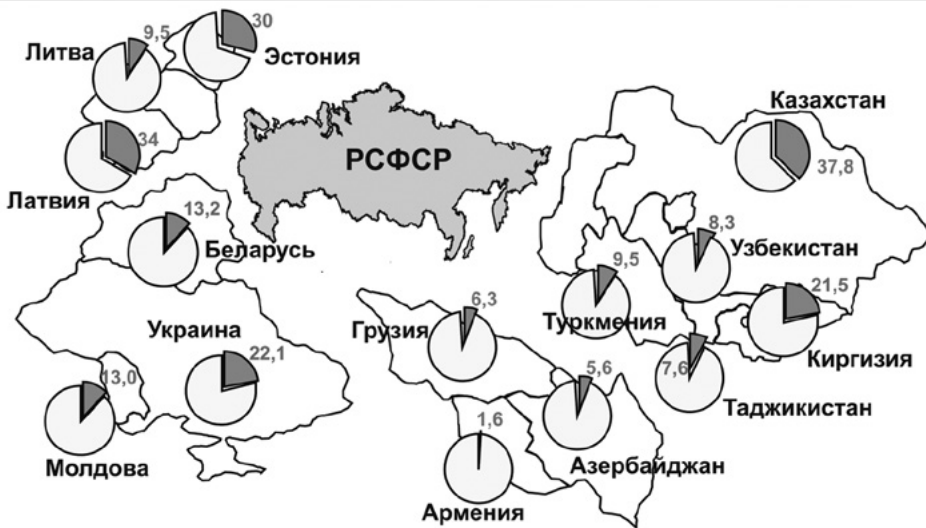 30
9,5
Литва
Эстония
Казахстан
34
РСФСР
37,8
Латвия
13,2
Беларусь
8,3
Узбекистан
9,5
21,5
6,3
Украина
Грузия
Туркмения
22,1
5,6
Киргизия
13,0
7,6
Таджикистан
1,6
Молдова
Азербайджан
Армения